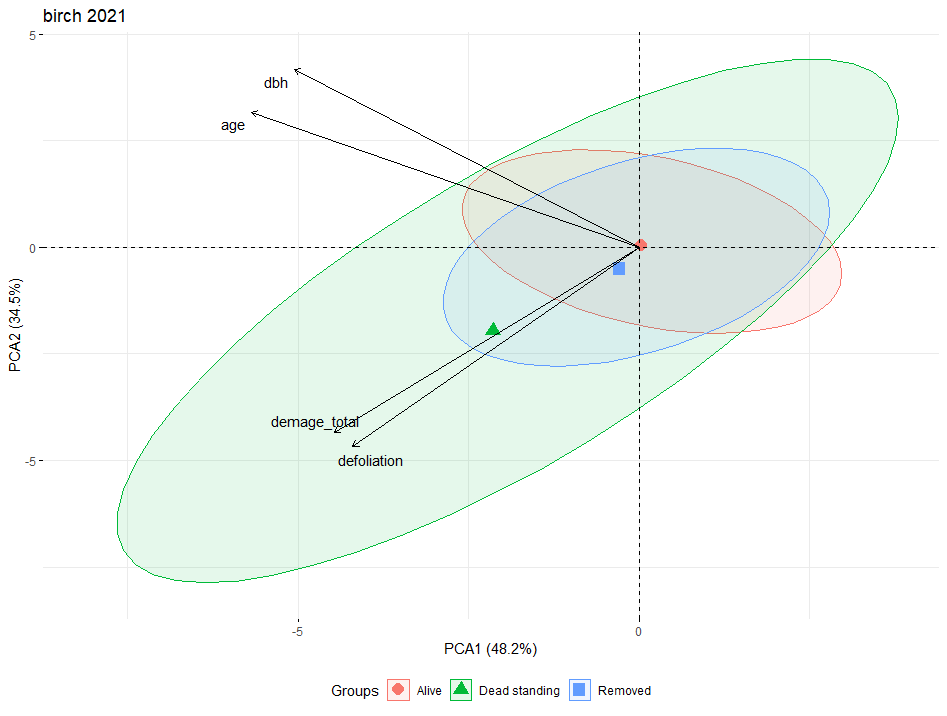 birch 2021
5
dbh
age
0
PCA2 (34.5%)
demage_total
defoliation
-5
-5
0
PCA1 (48.2%)
Groups Alive Dead standing Removed